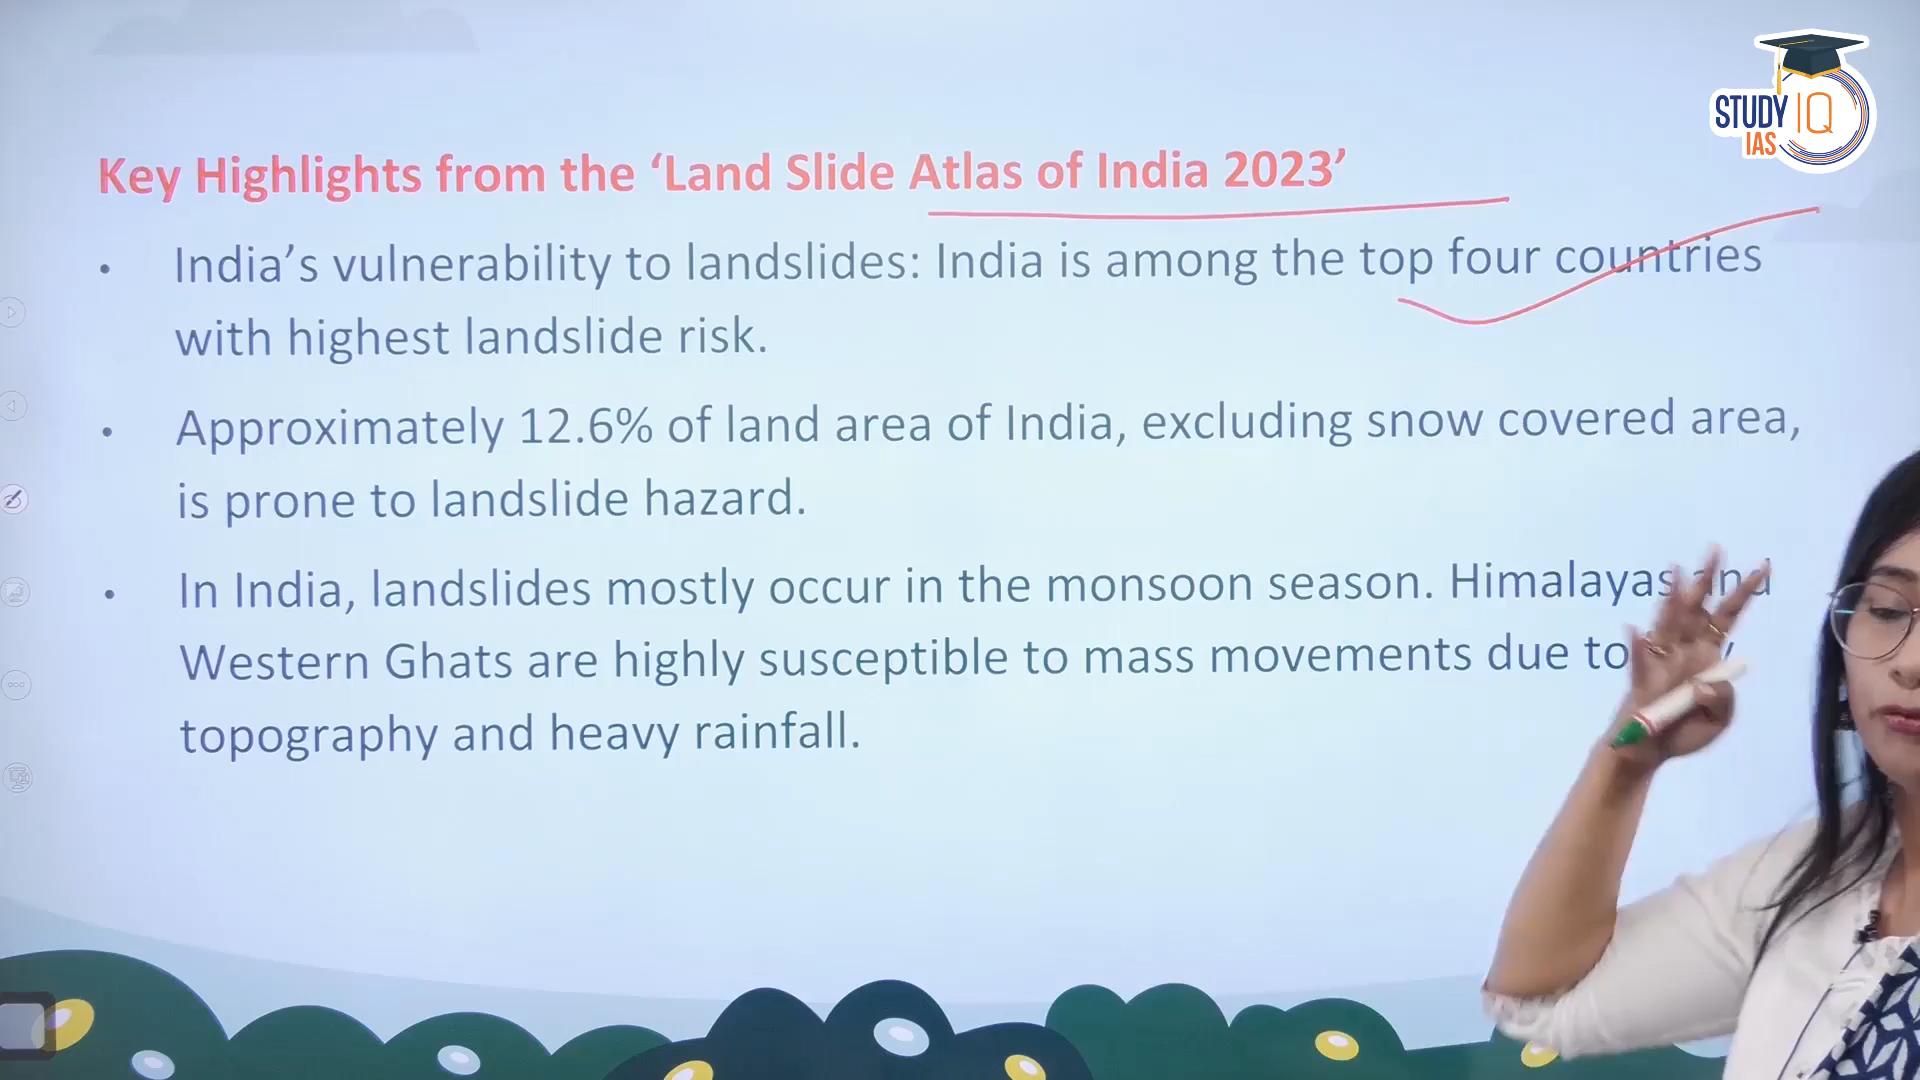 STUDY IQ
IAS
Key Highlights from the ‘Land Slide Atlas of India 2023’
• India’s vulnerability to landslides: India is among the top four countries
with highest landslide risk.
• Approximately 12.6% of land area of India, excluding snow covered area,
is prone to landslide hazard.
• In India, landslides mostly occur in the monsoon season. Himalayas and
Western Ghats are highly susceptible to mass movements due to
topography and heavy rainfall.